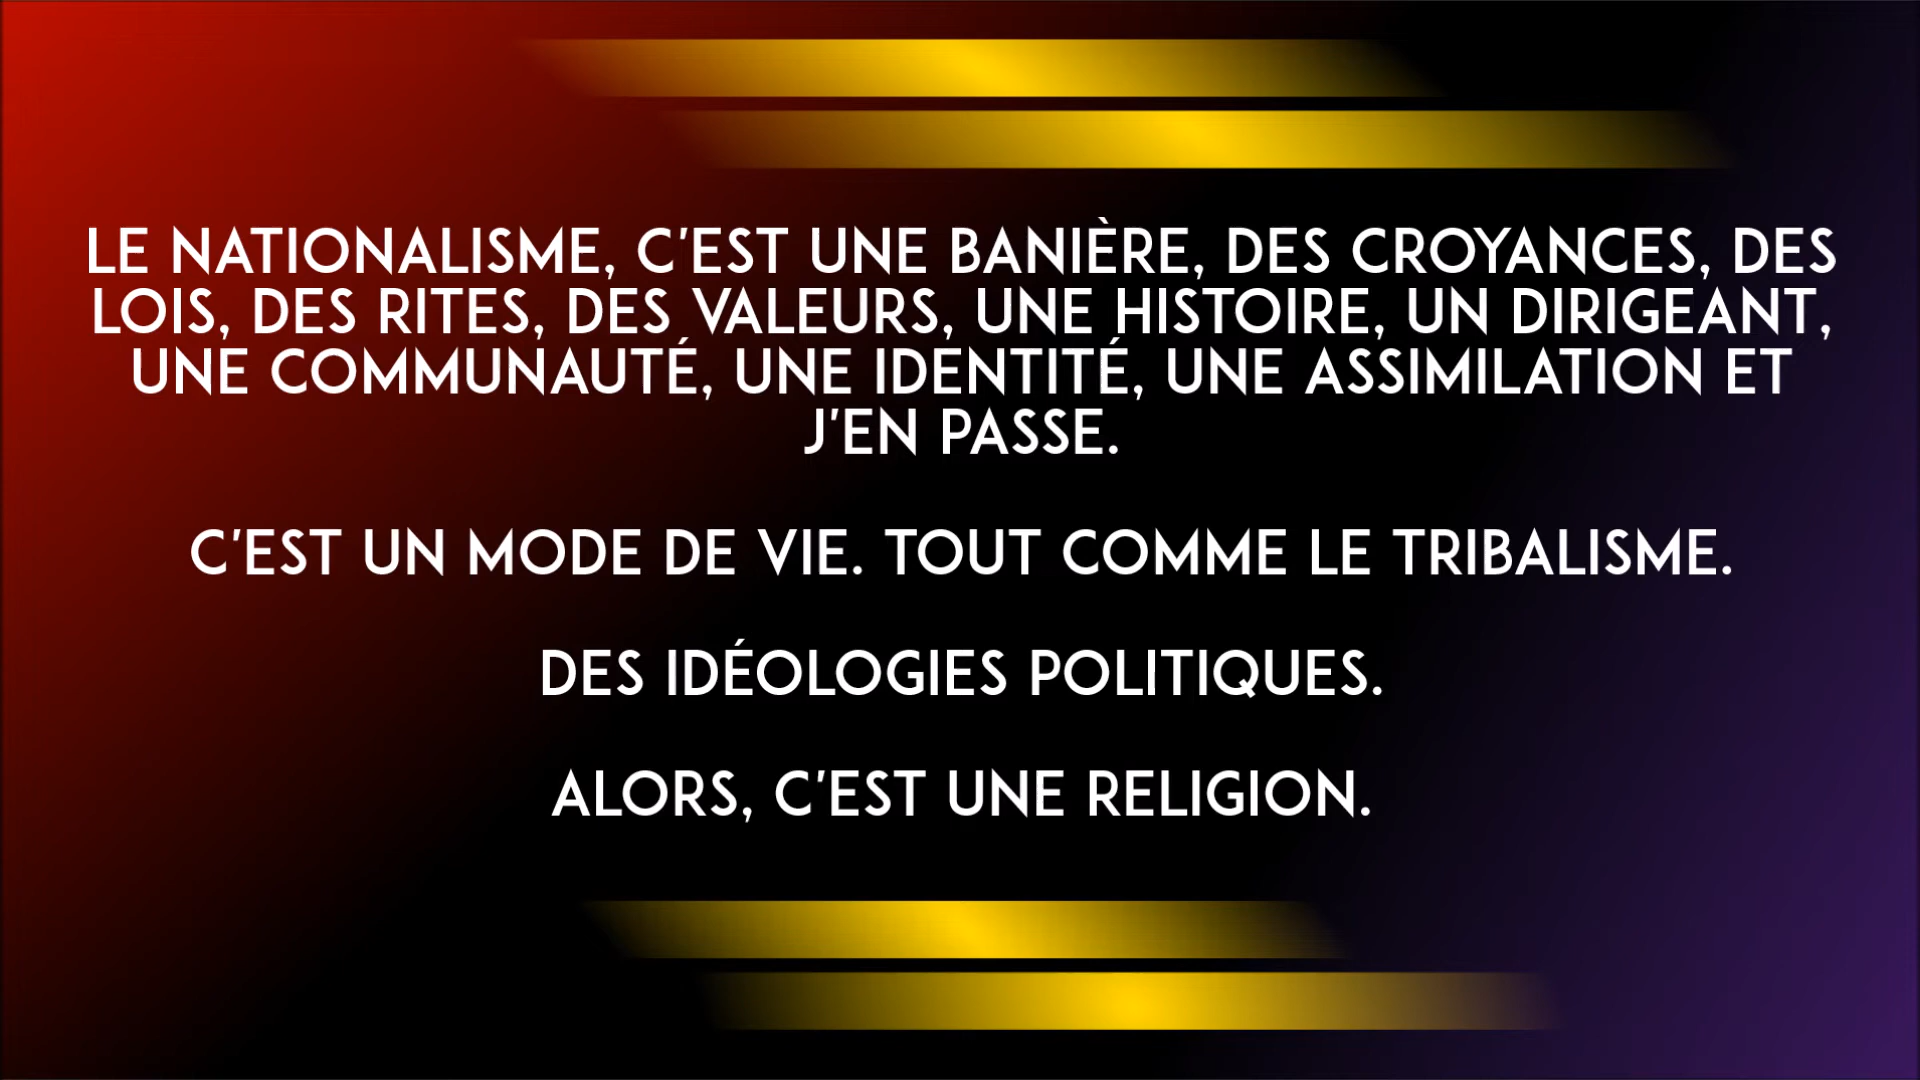 LE NATIONALISME, C'EST UNE BANIÈRE, DES CROYANCES, DES
LOIS, DES RITES, DES VALEURS, UNE HISTOIRE, UN DIRIGEANT,
UNE COMMUNAUTÉ, UNE IDENTITÉ, UNE ASSIMILATION ET
J'EN PASSE.
C'EST UN MODE DE VIE. TOUT COMME LE TRIBALISME.
DES IDÉOLOGIES POLITIQUES.
ALORS, C'EST UNE RELIGION.